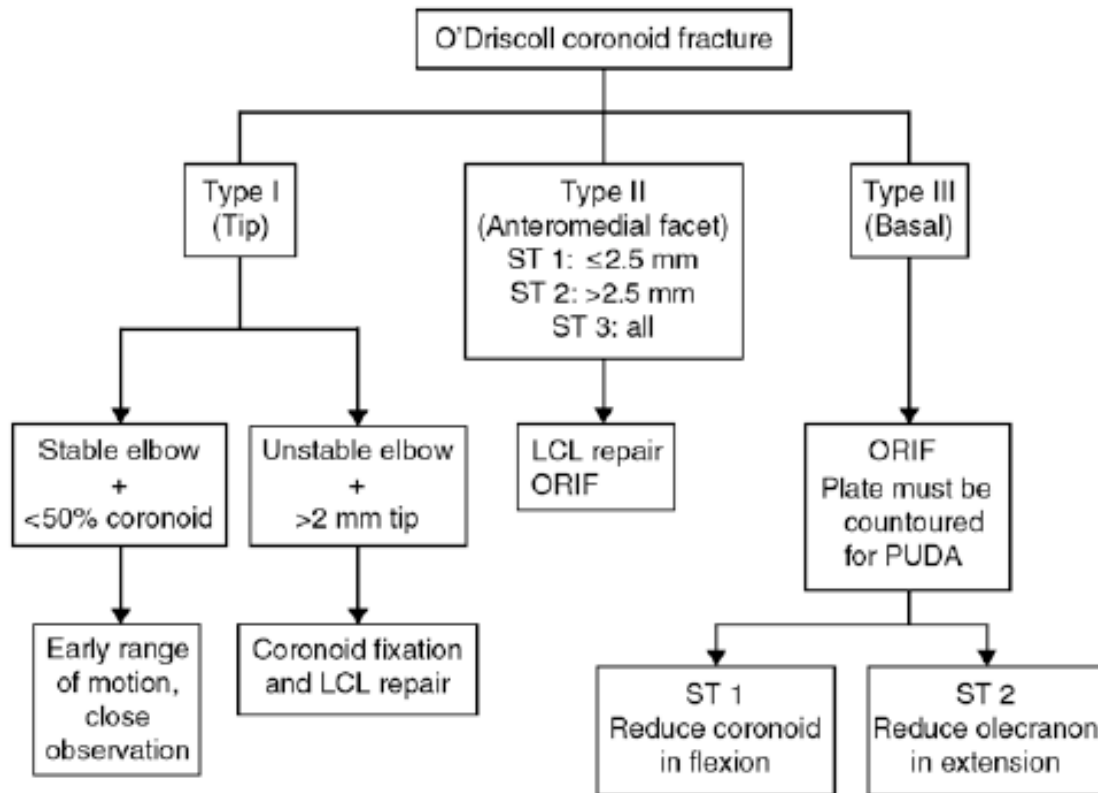 O'Driscoll coronoid fracture
Type I
(Tip)
Type II
(Anteromedial facet)
ST 1: ≤2.5 mm
ST 2: >2.5 mm
ST 3: all
Type III
(Basal)
Stable elbow
+
<50% coronoid
Unstable elbow
+
>2 mm tip
LCL repair
ORIF
ORIF
Plate must be
countoured
for PUDA
Early range
of motion,
close
observation
Coronoid fixation
and LCL repair
ST 1
Reduce coronoid
in flexion
ST 2
Reduce olecranon
in extension